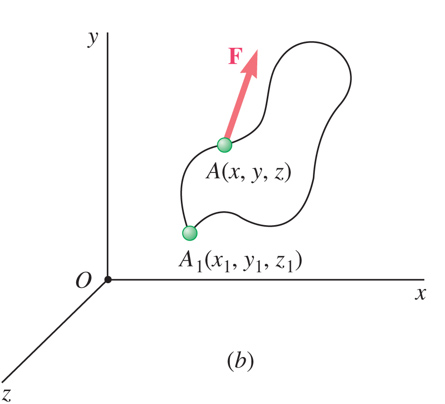 y
F
A(x, y, z)
A₁(x₁, y₁, z₁)
O
x
(b)
z